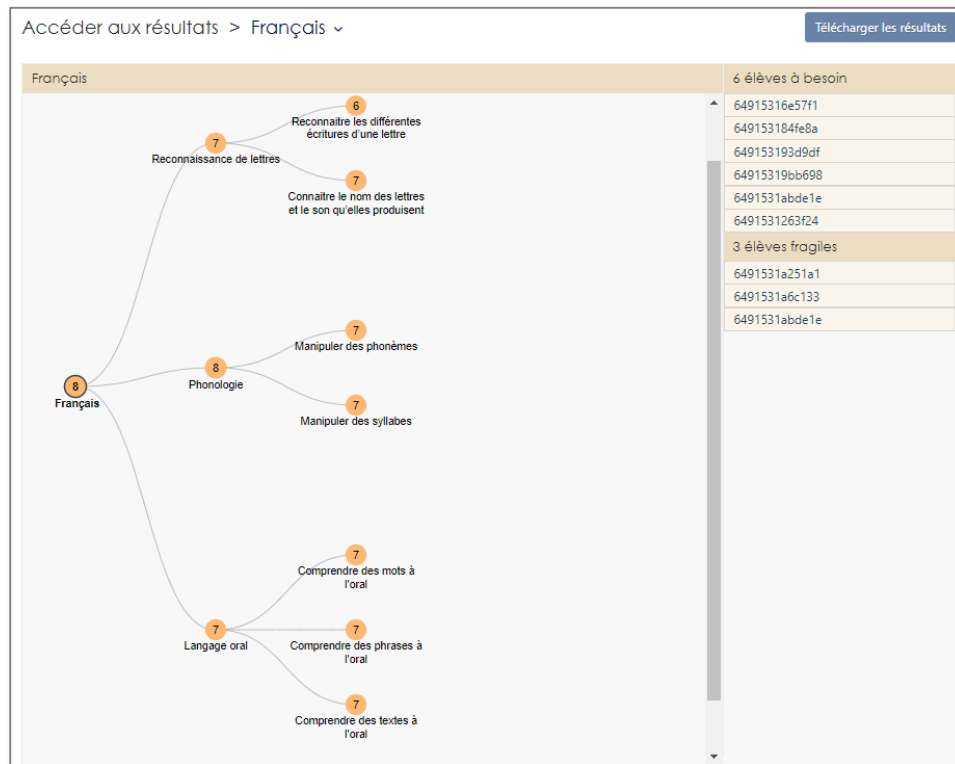 Accéder aux résultats > Français
Télécharger les résultats
Français
6
Reconnaitre les différentes
écritures d'une lettre
7
Reconnaissance de lettres
7
Connaitre le nom des lettres
et le son qu'elles produisent
7
Manipuler des phonèmes
8
Phonologie
7
Manipuler des syllabes
8
Français
7
Comprendre des mots à
l'oral
7
Langage oral
7
Comprendre des phrases à
l'oral
7
Comprendre des textes à
l'oral
6 élèves à besoin
64915316e57f1
649153184fe8a
649153193d9df
64915319bb698
6491531abde1e
6491531263f24
3 élèves fragiles
6491531a251a1
6491531a6c133
6491531abde1e